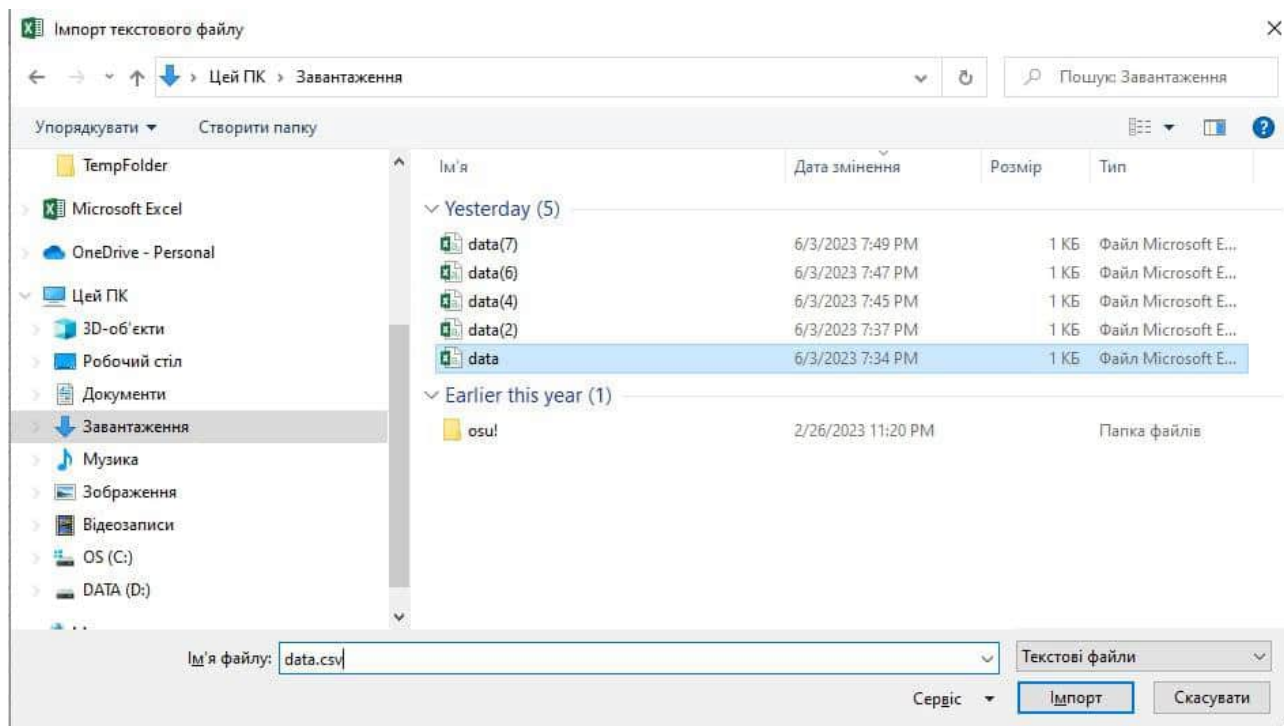 Імпорт текстового файлу
Цей ПК › Завантаження
Пошук: Завантаження
Упорядкувати
Створити папку
TempFolder
Microsoft Excel
OneDrive - Personal
Цей ПК
3D-об'єкти
Робочий стіл
Документи
Завантаження
Музика
Зображення
Відеозаписи
OS (C:)
DATA (D:)
Ім'я Дата змінення Розмір Тип
Yesterday (5)
data(7) 6/3/2023 7:49 PM 1 КБ Файл Microsoft E...
data(6) 6/3/2023 7:47 PM 1 КБ Файл Microsoft E...
data(4) 6/3/2023 7:45 PM 1 КБ Файл Microsoft E...
data(2) 6/3/2023 7:37 PM 1 КБ Файл Microsoft E...
data 6/3/2023 7:34 PM 1 КБ Файл Microsoft E...
Earlier this year (1)
osu! 2/26/2023 11:20 PM Папка файлів
Ім'я файлу: data.csv
Текстові файли
Сервіс
Імпорт
Скасувати